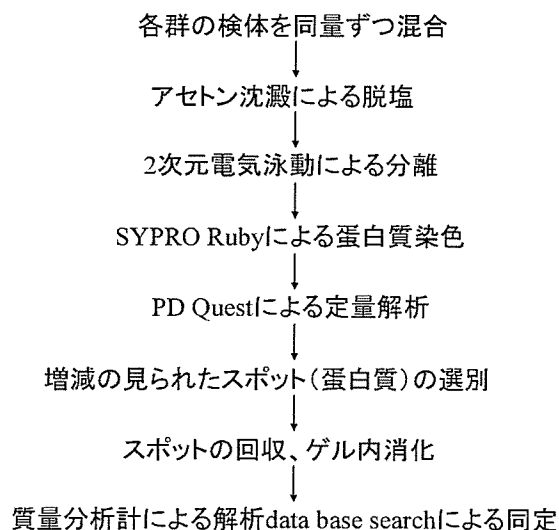 各群の検体を同量ずつ混合
アセトン沈澱による脱塩
2次元電気泳動による分離
SYPRO Rubyによる蛋白質染色
PD Questによる定量解析
増減の見られたスポット(蛋白質)の選別
スポットの回収、ゲル内消化
質量分析計による解析data base searchによる同定